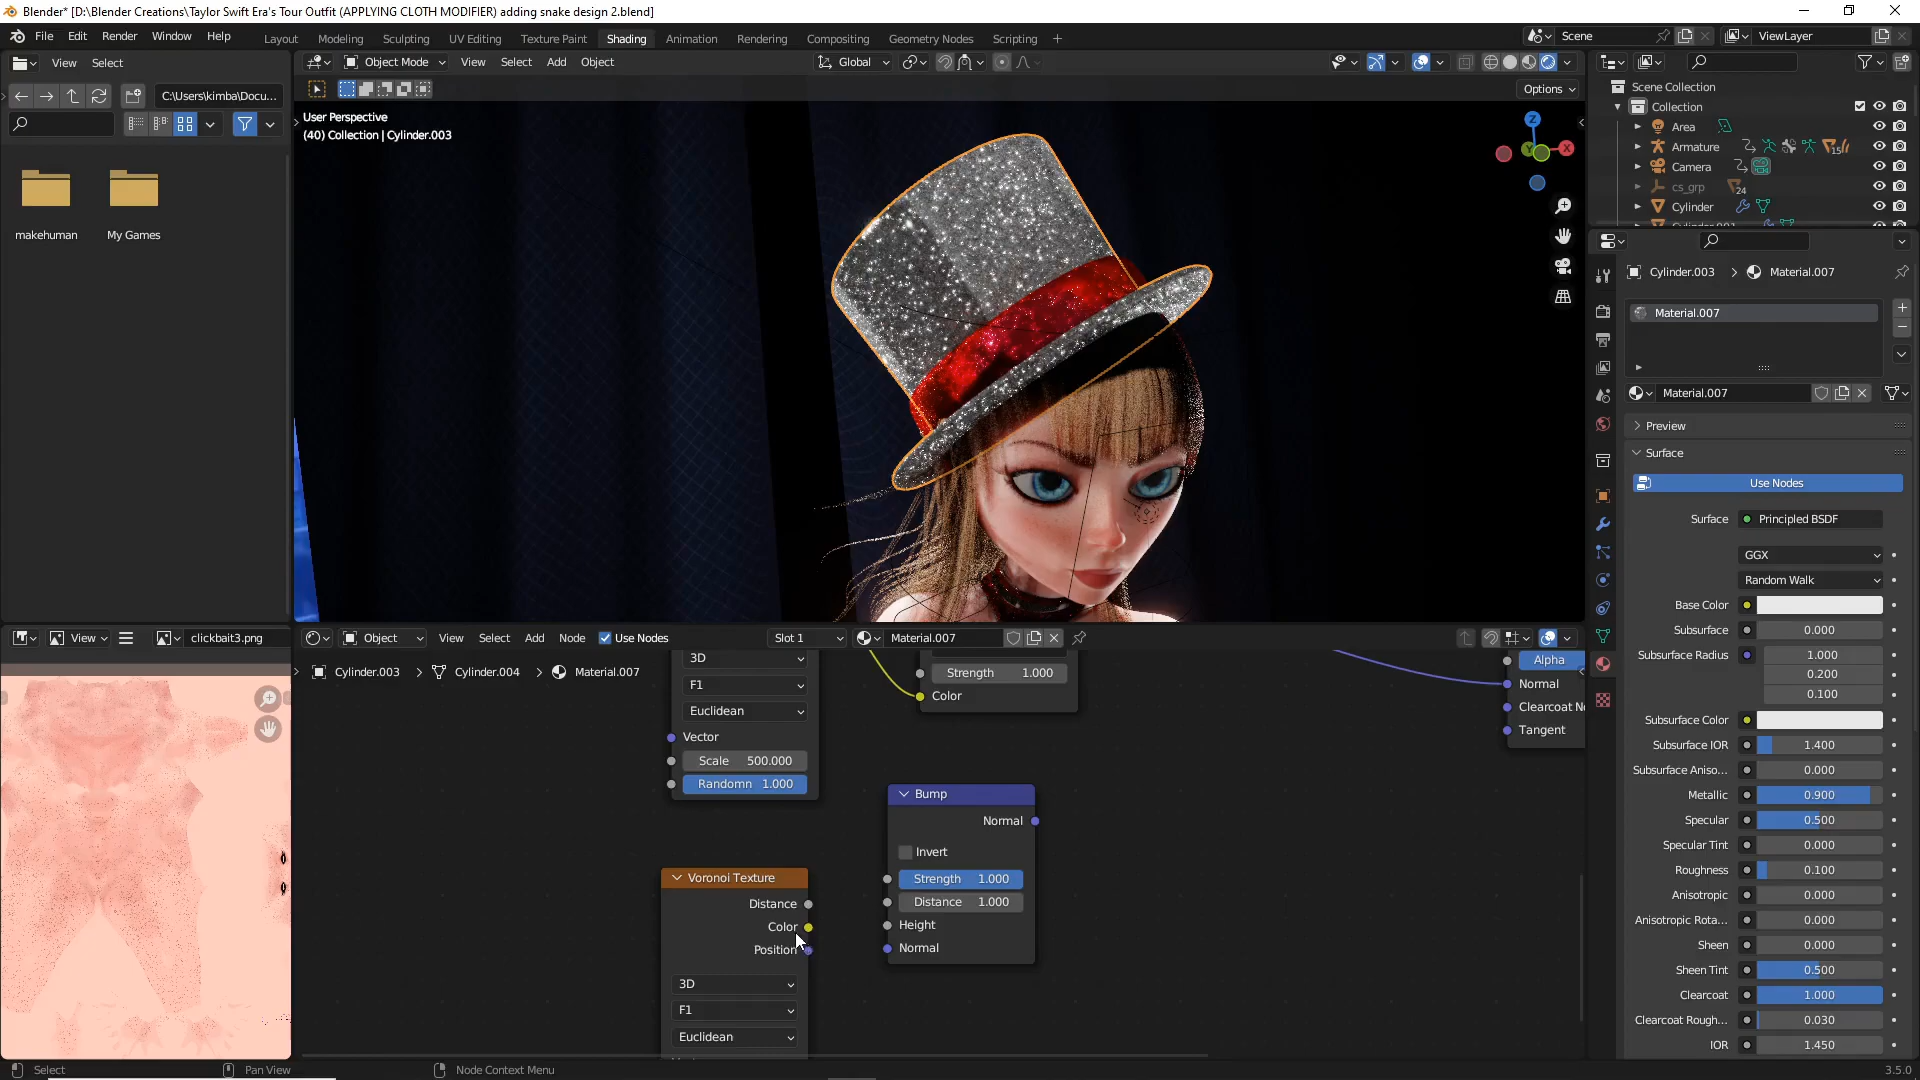 Blender* [D:\Blender Creations\Taylor Swift Era's Tour Outfit (APPLYING CLOTH MODIFIER) adding snake design 2.blend]
File Edit Render Window Help
Layout Modeling Sculpting UV Editing Texture Paint Shading Animation Rendering Compositing Geometry Nodes Scripting +
Scene
ViewLayer
View Select
Object Mode View Select Add Object
Global
C:\Users\kimba\Docu...
Options
makehuman
My Games
User Perspective
(40) Collection | Cylinder.003
Z
X
Y
Scene Collection
Collection
Area
Armature
15
Camera
cs_grp
24
Cylinder
Cylinder.003 > Material.007
Material.007
Material.007
Preview
Surface
Use Nodes
Surface Principled BSDF
GGX
Random Walk
Base Color
Subsurface 0.000
Subsurface Radius 1.000
0.200
0.100
Subsurface Color
Subsurface IOR 1.400
Subsurface Aniso... 0.000
Metallic 0.900
Specular 0.500
Specular Tint 0.000
Roughness 0.100
Anisotropic 0.000
Anisotropic Rota... 0.000
Sheen 0.000
Sheen Tint 0.500
Clearcoat 1.000
Clearcoat Rough... 0.030
IOR 1.450
View
clickbait3.png
Object View Select Add Node Use Nodes
Slot 1
Material.007
Cylinder.003 > Cylinder.004 > Material.007
3D
F1
Euclidean
Vector
Scale 500.000
Randomn 1.000
Strength 1.000
Color
Alpha
Normal
Clearcoat No
Tangent
Bump
Normal
Invert
Strength 1.000
Distance 1.000
Height
Normal
Voronoi Texture
Distance
Color
Position
3D
F1
Euclidean
Select
Pan View
Node Context Menu
3.5.0